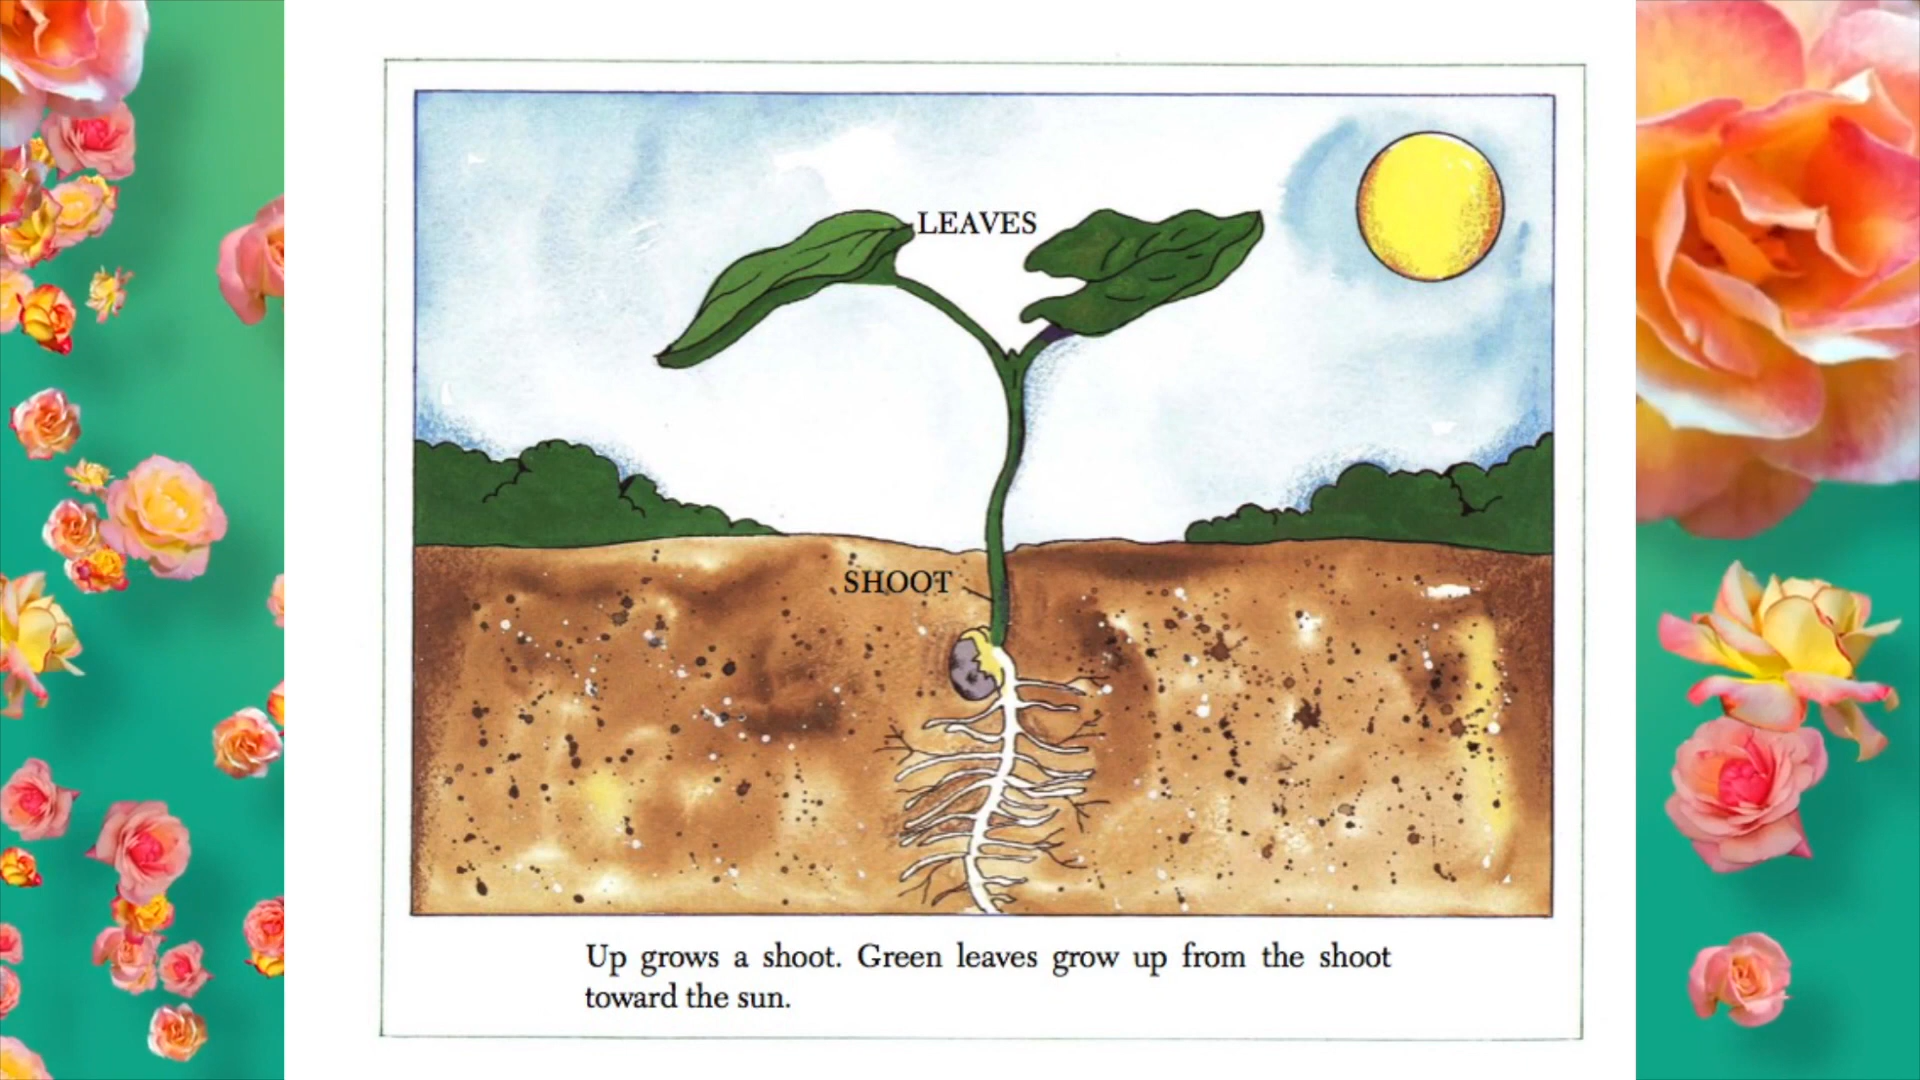 LEAVES
SHOOT
Up grows a shoot. Green leaves grow up from the shoot
toward the sun.